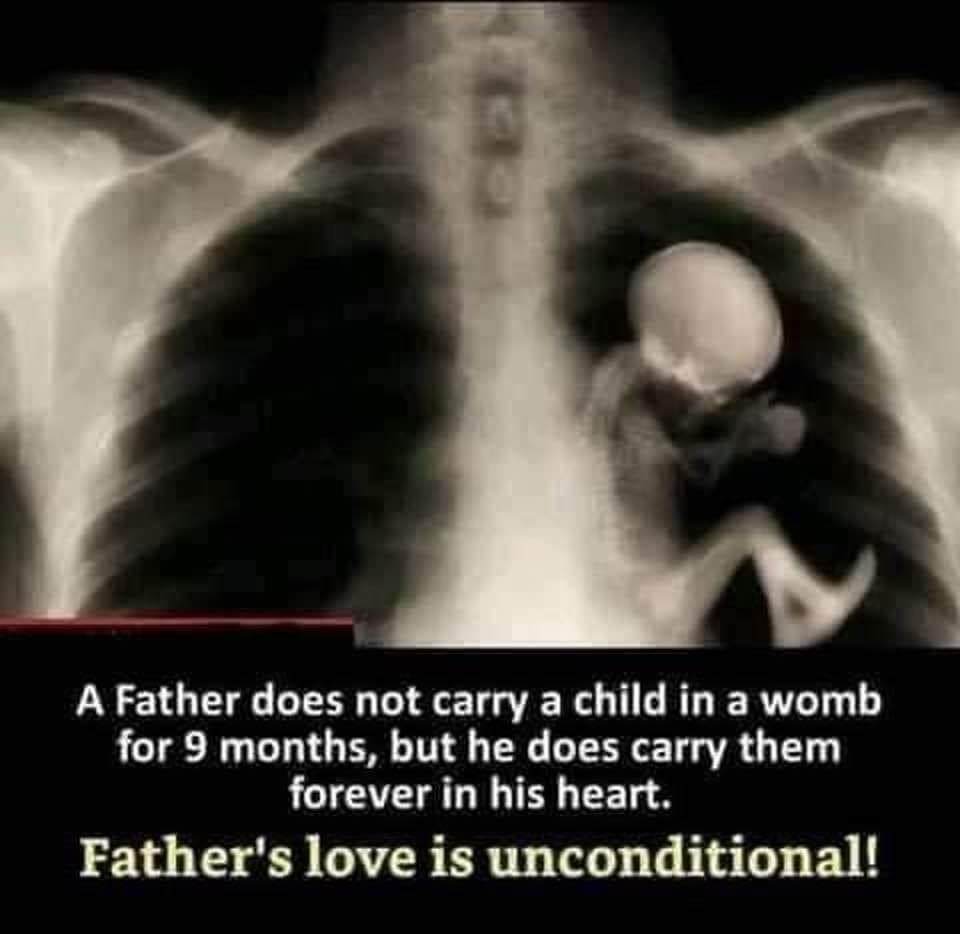 A Father does not carry a child in a womb
for 9 months, but he does carry them
forever in his heart.
Father's love is unconditional!